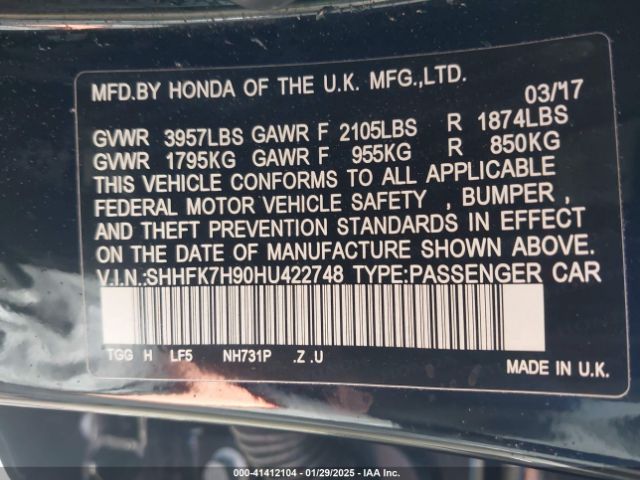 MFD.BY HONDA OF THE U.K. MFG.,LTD.
03/'17
GVWR 3957LBS GAWR F 2105LBS R 1874LBS
GVWR 1795KG GAWR F 955KG R 850KG
THIS VEHICLE CONFORMS TO ALL APPLICABLE
FEDERAL MOTOR VEHICLE SAFETY , BUMPER ,
AND THEFT PREVENTION STANDARDS IN EFFECT
ON THE DATE OF MANUFACTURE SHOWN ABOVE.
V.I.N.:SHHFK7H90HU422748 TYPE:PASSENGER CAR
TGG H LF5 NH731P .Z .U
MADE IN U.K.
000-41412104 - 01/29/2025 - IAA Inc.